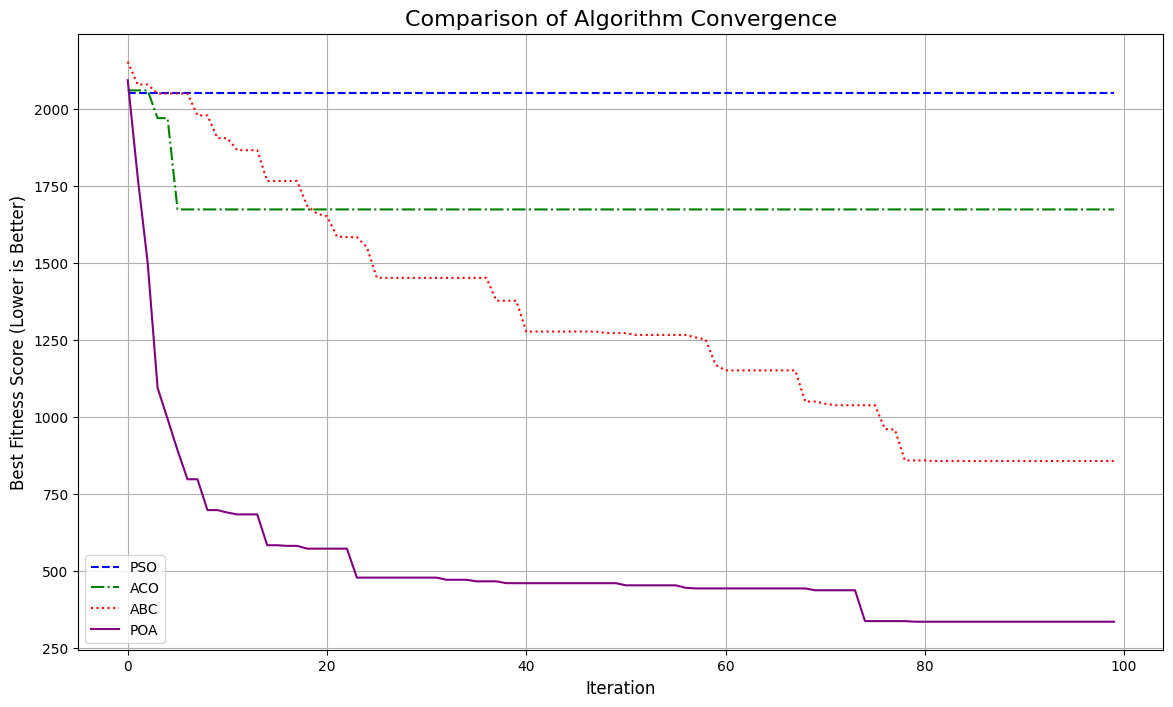 Comparison of Algorithm Convergence
Best Fitness Score (Lower is Better)
2000
1750
1500
1250
1000
750
500
250
PSO
ACO
ABC
POA
0
20
40
60
80
100
Iteration